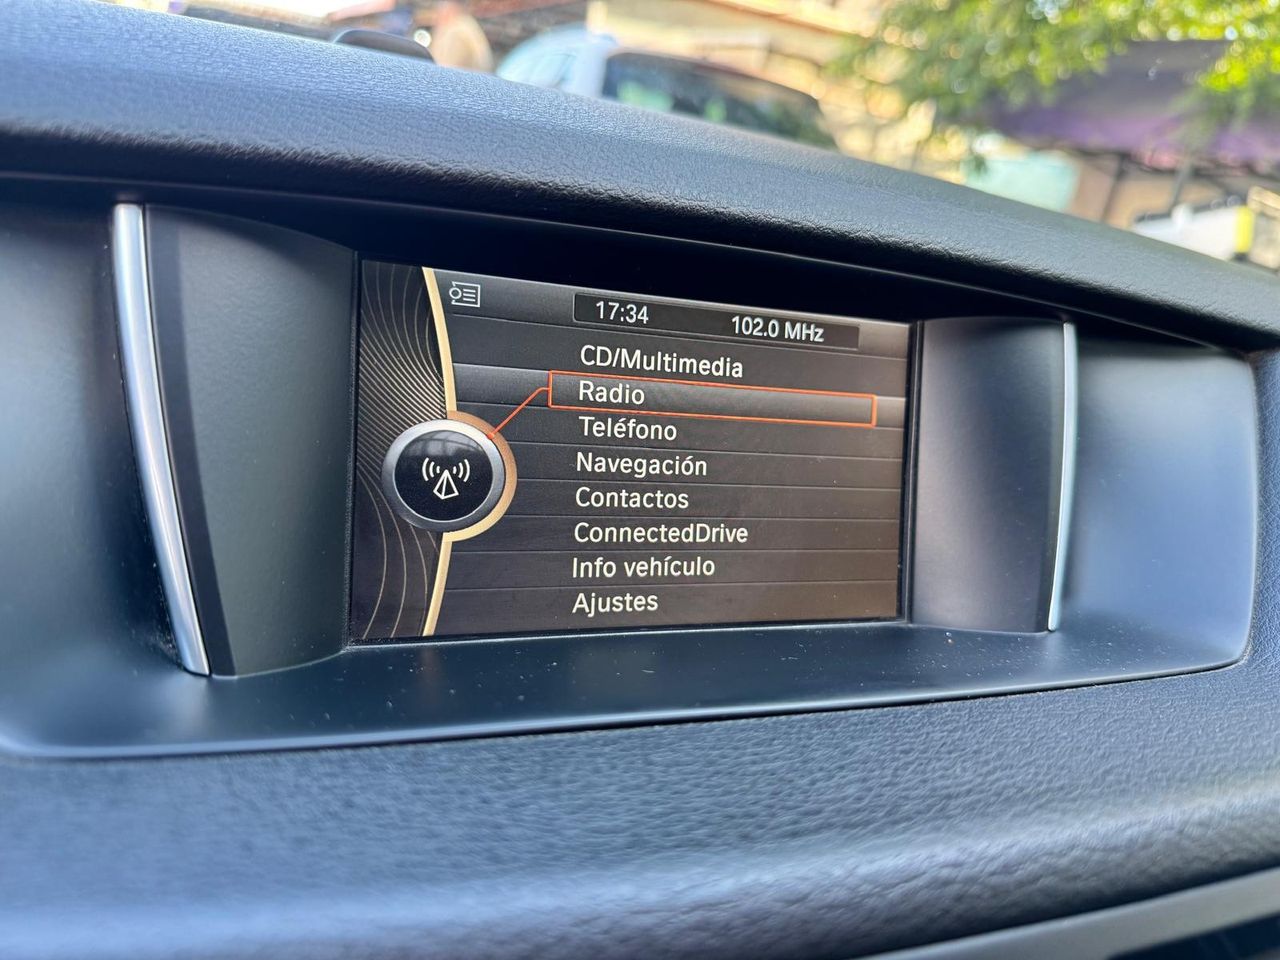 17:34 102.0 MHz
CD/Multimedia
Radio
Teléfono
Navegación
Contactos
ConnectedDrive
Info vehículo
Ajustes